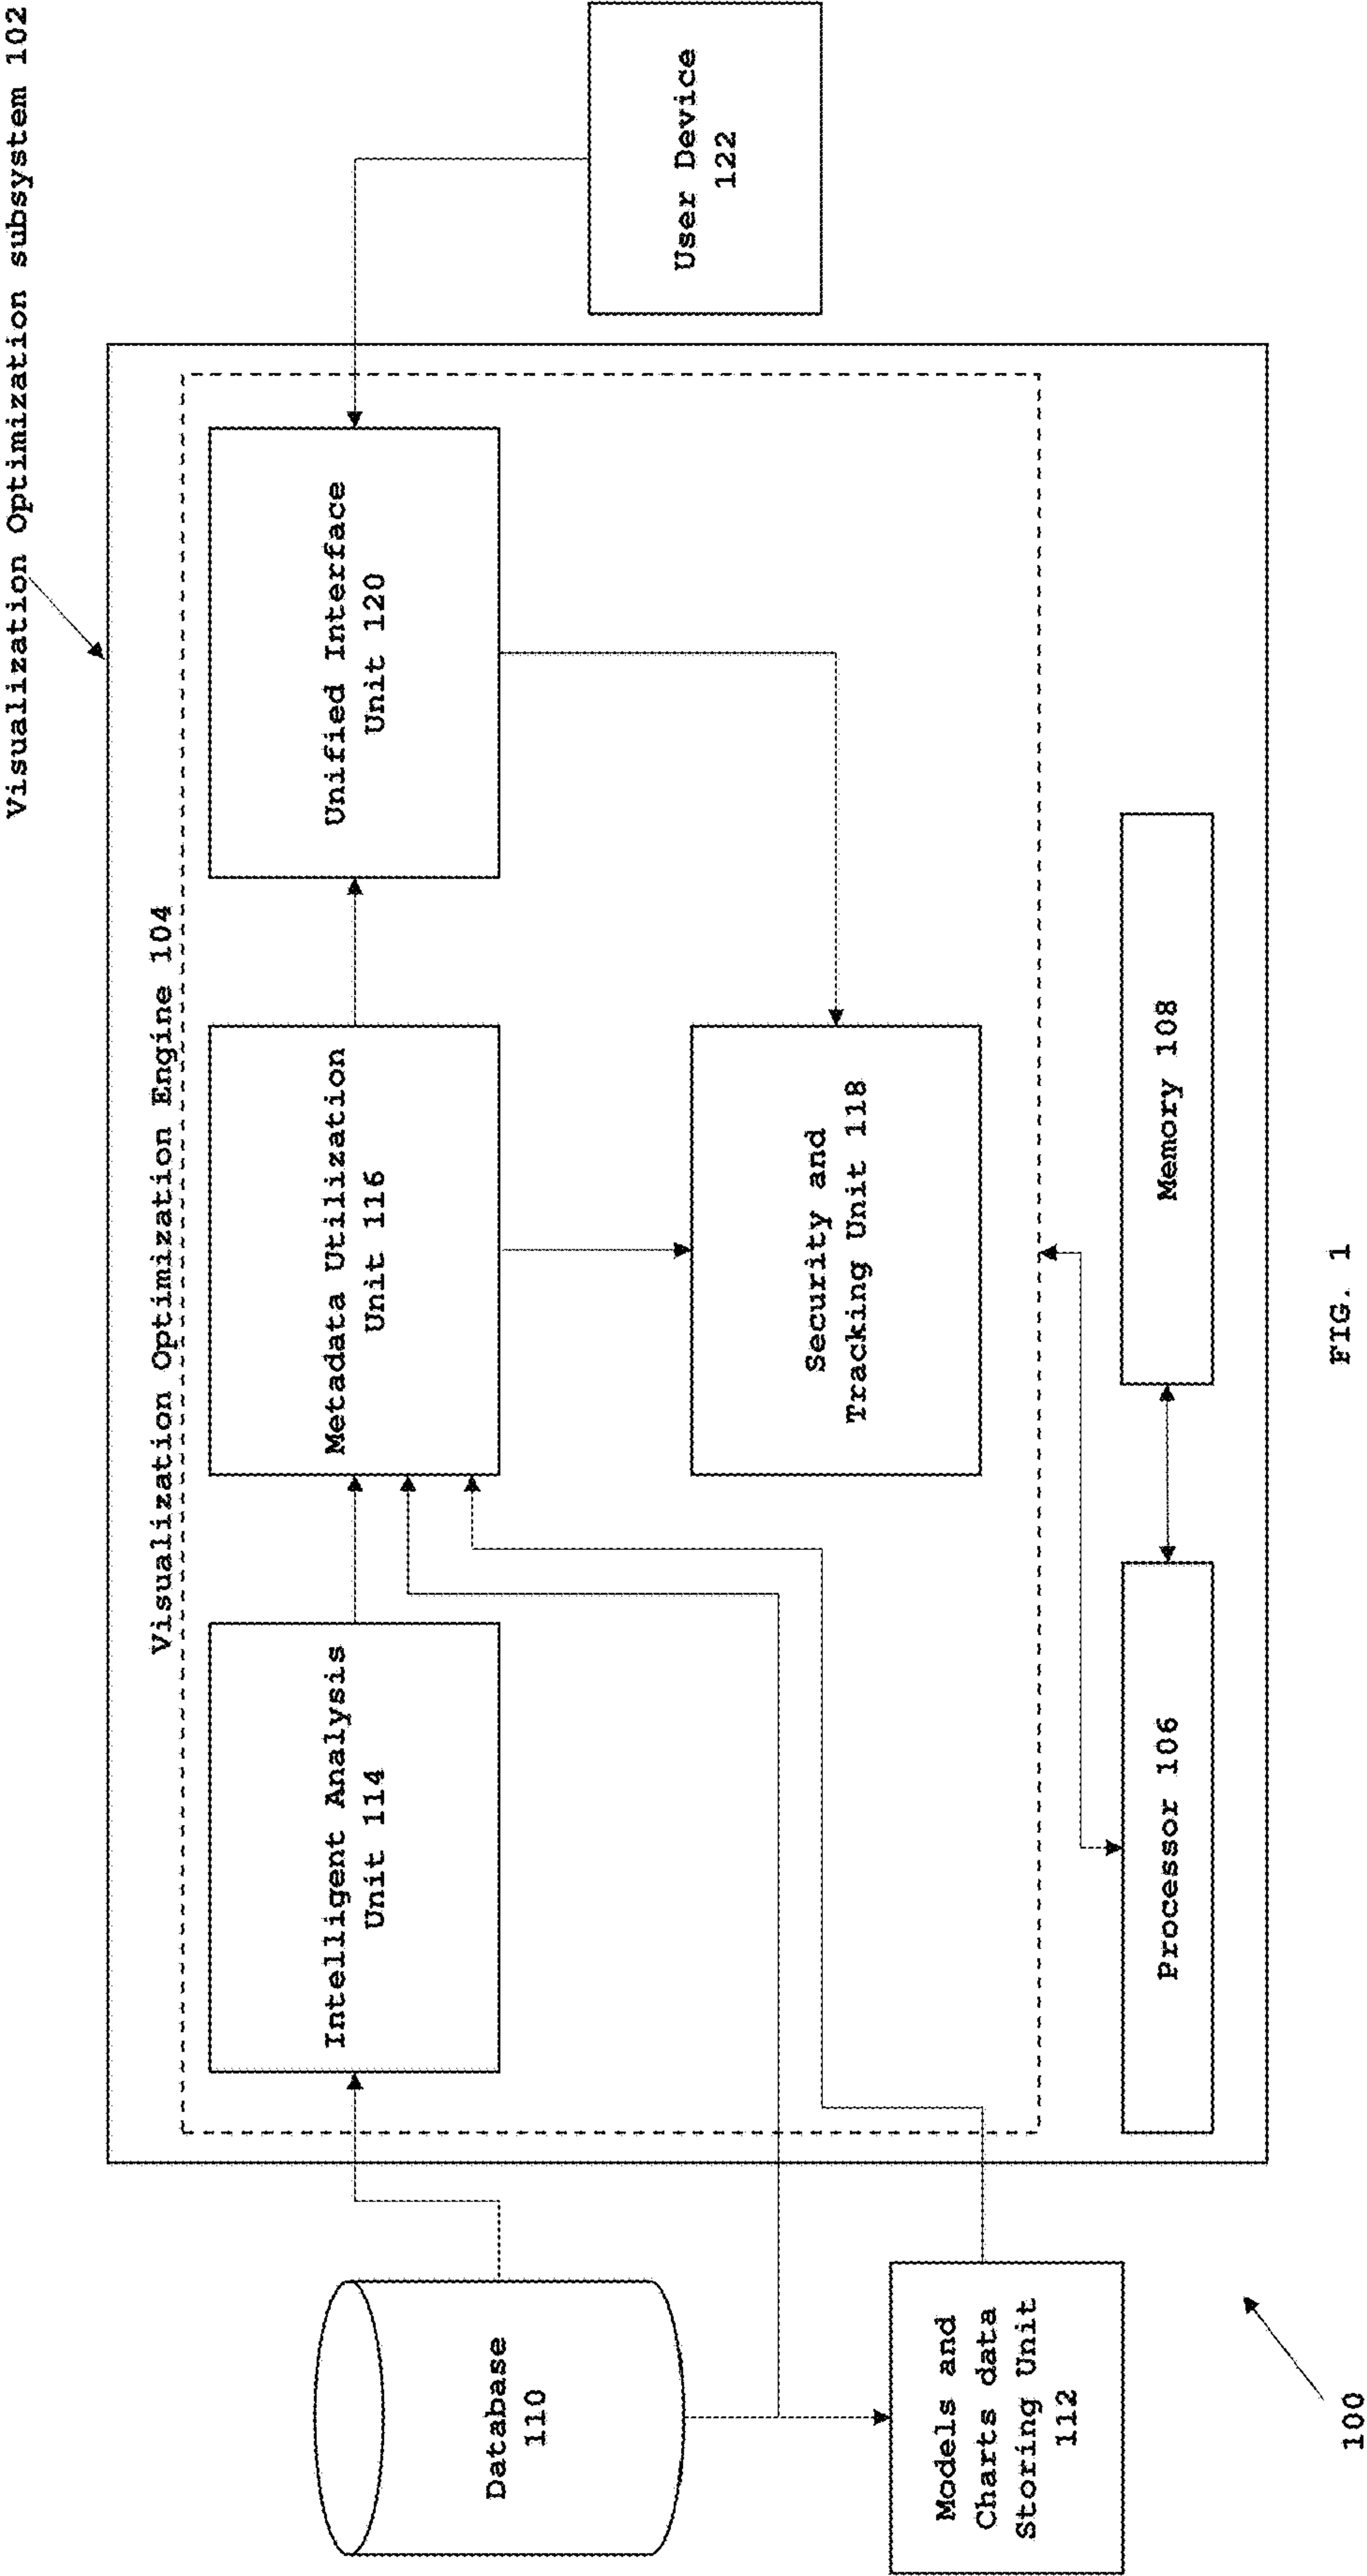 Visualization Optimization subsystem 102
Visualization Optimization Engine 104
Database
110
Intelligent Analysis
Unit 114
Metadata Utilization
Unit 116
Unified Interface
Unit 120
User Device
122
Models and
Charts data
Storing Unit
112
Security and
Tracking Unit 118
Processor 106
Memory 108
100
FIG. 1